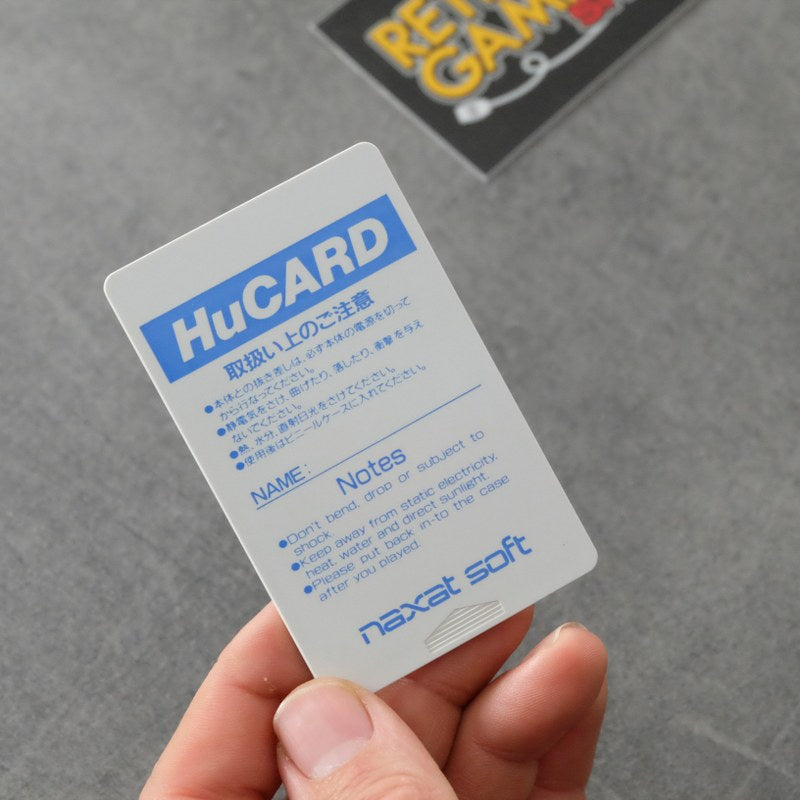 RETRO
GAMING
HuCARD
取扱い上のご注意
●本体との抜き差しは、必ず本体の電源を切って
から行なってください。
●静電気をさけ、曲げたり、落したり、衝撃を与え
ないでください。
●熱、水分、直射日光をさけてください。
●使用後はビニールケースに入れてください。
NAME:
Notes
●Don't bend, drop or subject to
shock.
●Keep away from static electricity,
heat, water and direct sunlight.
●Please put back in-to the case
after you played.
naxat soft